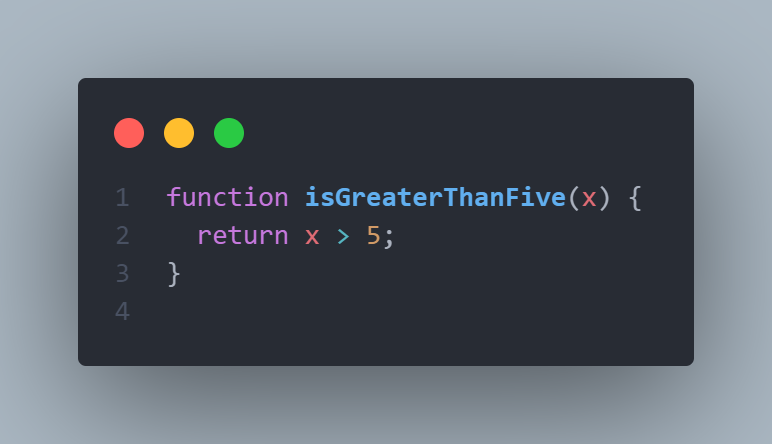 1 function isGreaterThanFive(x) {
2   return x > 5;
3 }
4